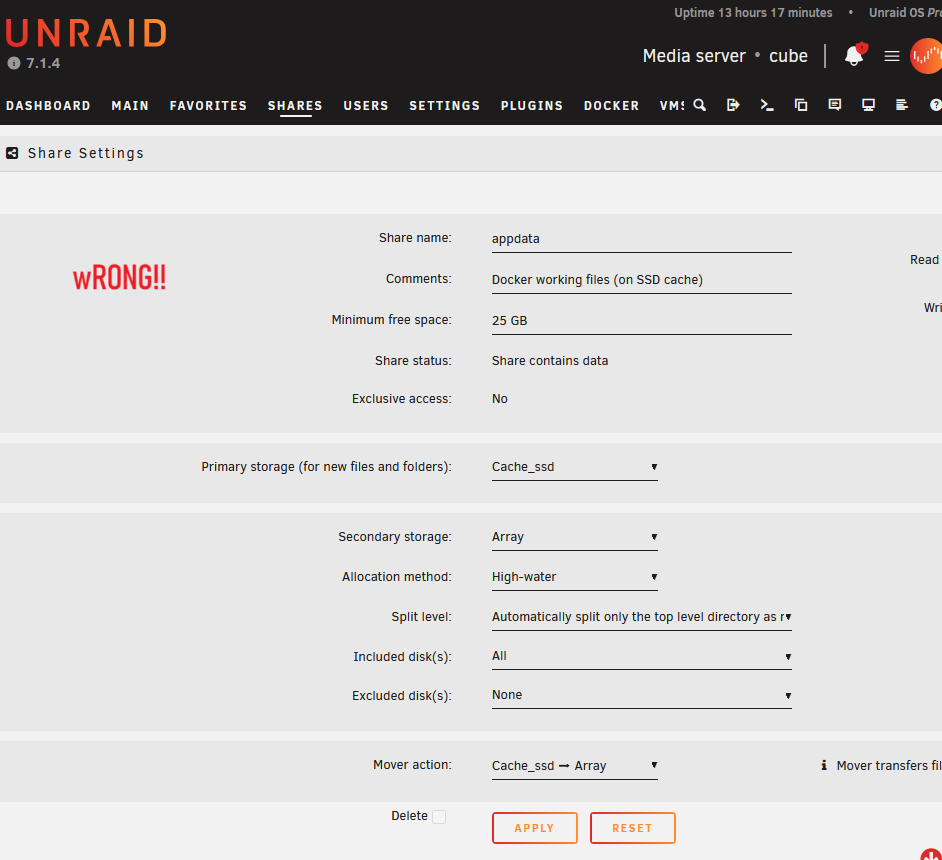 UNRAID
7.1.4
Uptime 13 hours 17 minutes • Unraid OS Pro
Media server • cube
DASHBOARD MAIN FAVORITES SHARES USERS SETTINGS PLUGINS DOCKER VMS
Share Settings
wRONG!!
Share name: appdata
Read
Comments: Docker working files (on SSD cache)
Wri
Minimum free space: 25 GB
Share status: Share contains data
Exclusive access: No
Primary storage (for new files and folders): Cache_ssd
Secondary storage: Array
Allocation method: High-water
Split level: Automatically split only the top level directory as r
Included disk(s): All
Excluded disk(s): None
Mover action: Cache_ssd → Array
Mover transfers fil
Delete
APPLY RESET